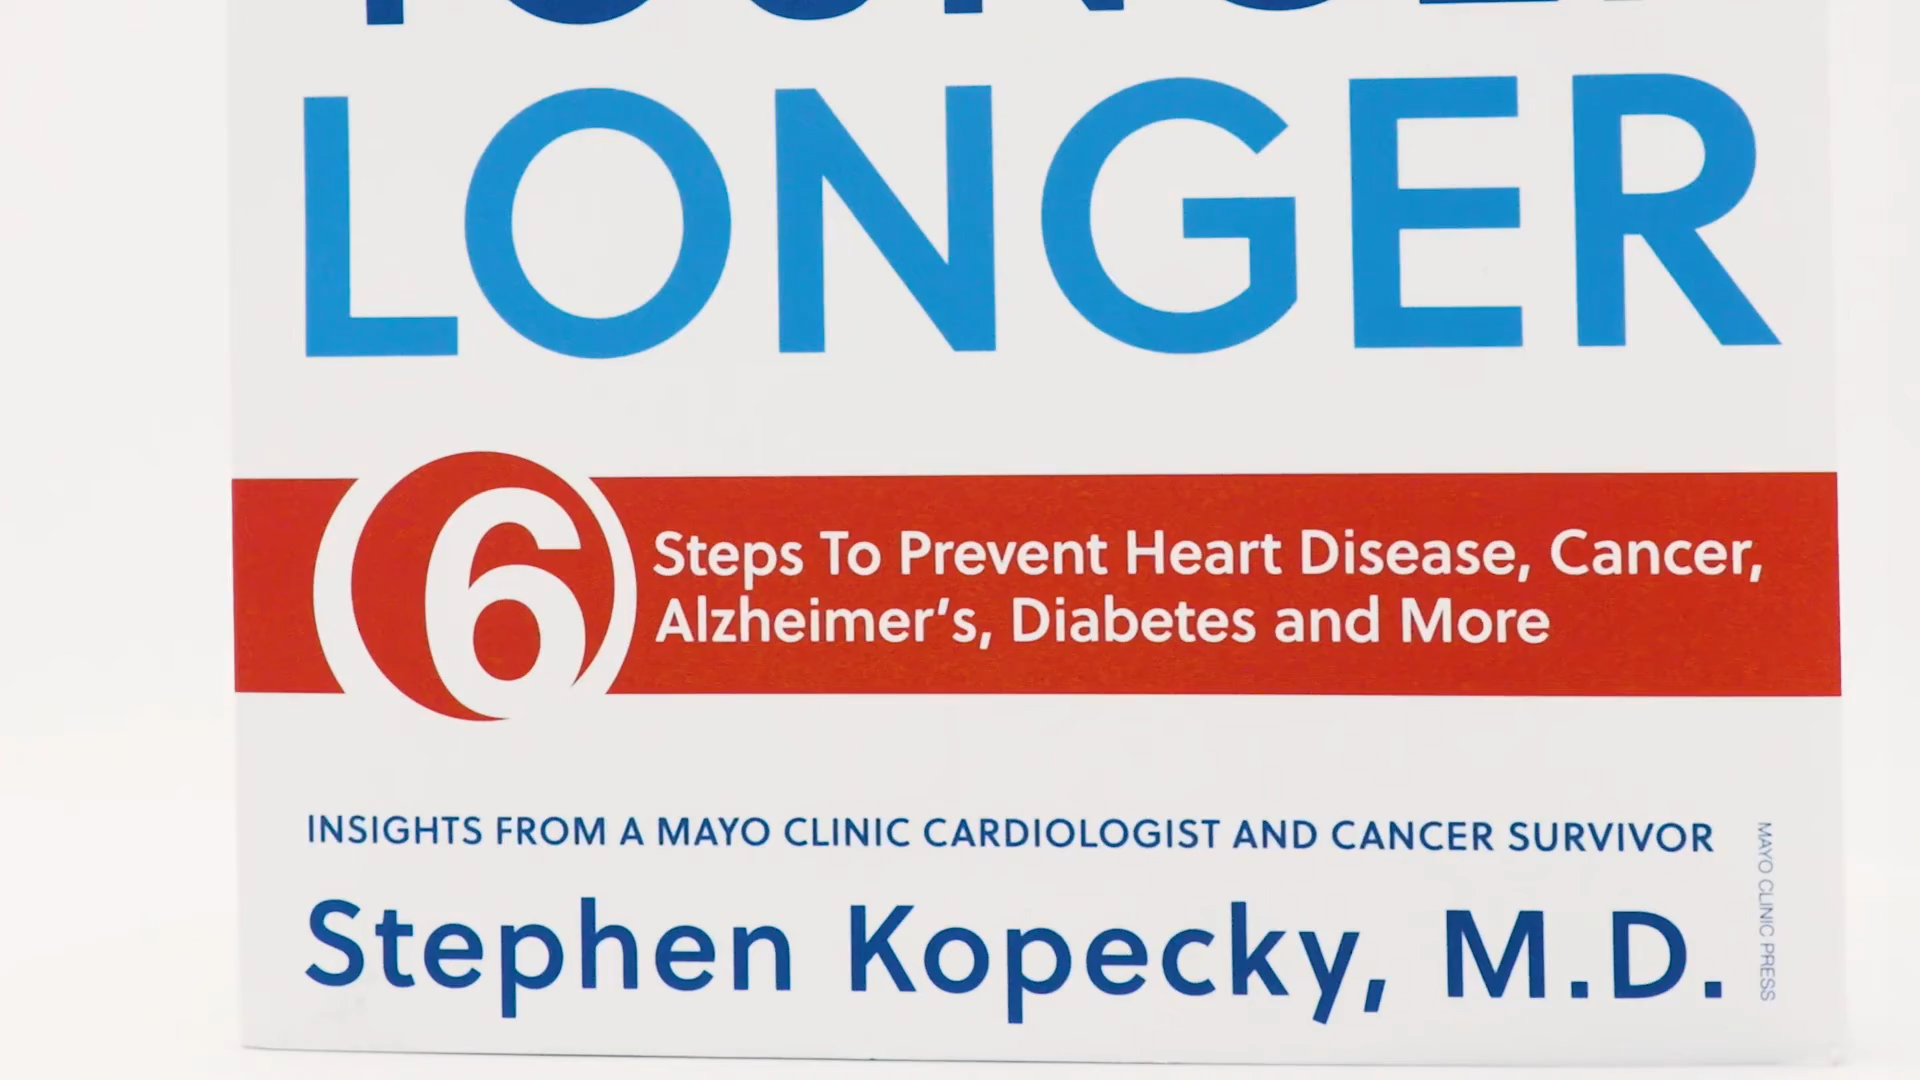 YOUNGER
LONGER
6
Steps To Prevent Heart Disease, Cancer,
Alzheimer's, Diabetes and More
INSIGHTS FROM A MAYO CLINIC CARDIOLOGIST AND CANCER SURVIVOR
Stephen Kopecky, M.D.
MAYO CLINIC PRESS